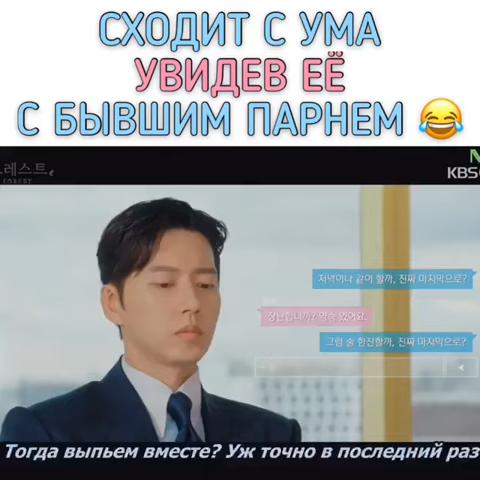 СХОДИТ С УМА
УВИДЕВ ЕЁ
С БЫВШИМ ПАРНЕМ 😂
레스트
FOREST
KBS
저녁이나 같이 할까, 진짜 마지막으로?
장난합니까? 약속 있어요.
그럼 술 한잔할까, 진짜 마지막으로?
Тогда выпьем вместе? Уж точно в последний раз